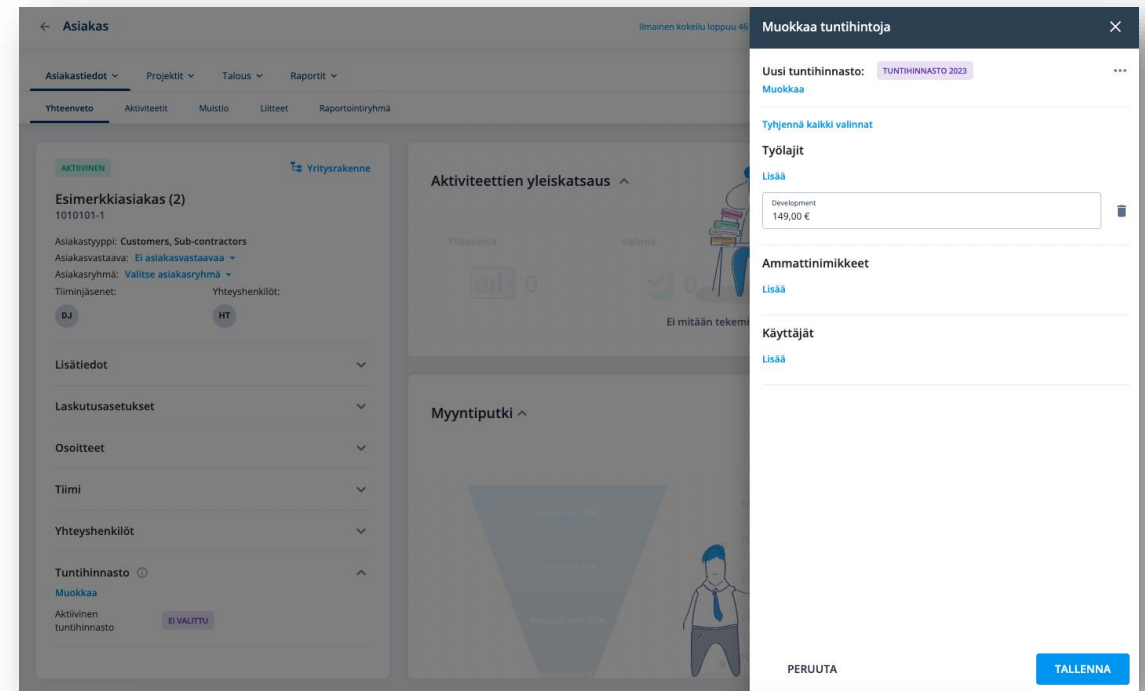 ← Asiakas
Ilmainen kokeilu loppuu 46
Asiakastiedot
Projektit
Talous
Raportit
Yhteenveto
Aktiviteetit
Muistio
Liitteet
Raportointiryhmä
AKTIIVINEN
Yritysrakenne
Esimerkkiasiakas (2)
1010101-1
Asiakastyyppi: Customers, Sub-contractors
Asiakasvastaava: Ei asiakasvastaavaa
Asiakasryhmä: Valitse asiakasryhmä
Tiiminjäsenet:
Yhteyshenkilöt:
DJ
HT
Lisätiedot
Laskutusasetukset
Osoitteet
Tiimi
Yhteyshenkilöt
Tuntihinnasto
Muokkaa
Aktiivinen
tuntihinnasto
EI VALITTU
Aktiviteettien yleiskatsaus
Yhteensä
Valmis
0
0
Ei mitään tekemi
Myyntiputki
Muokkaa tuntihintoja
Uusi tuntihinnasto: TUNTIHINNASTO 2023
Muokkaa
Tyhjennä kaikki valinnat
Työlajit
Lisää
Development
149,00 €
Ammattinimikkeet
Lisää
Käyttäjät
Lisää
PERUUTA
TALLENNA